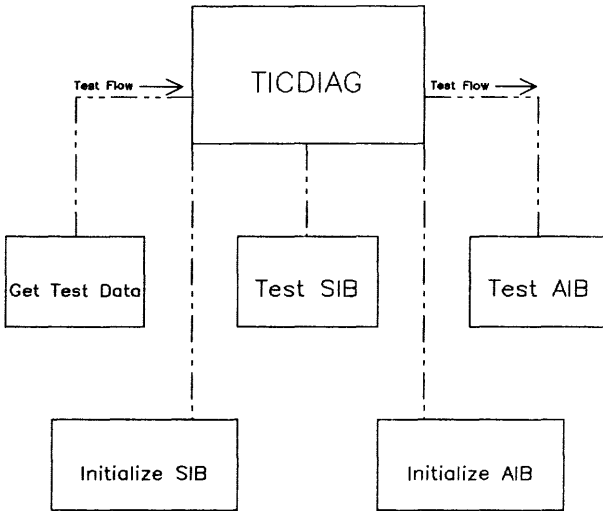 TICDIAG
Test Flow
Test Flow
Get Test Data
Test SIB
Test AIB
Initialize SIB
Initialize AIB